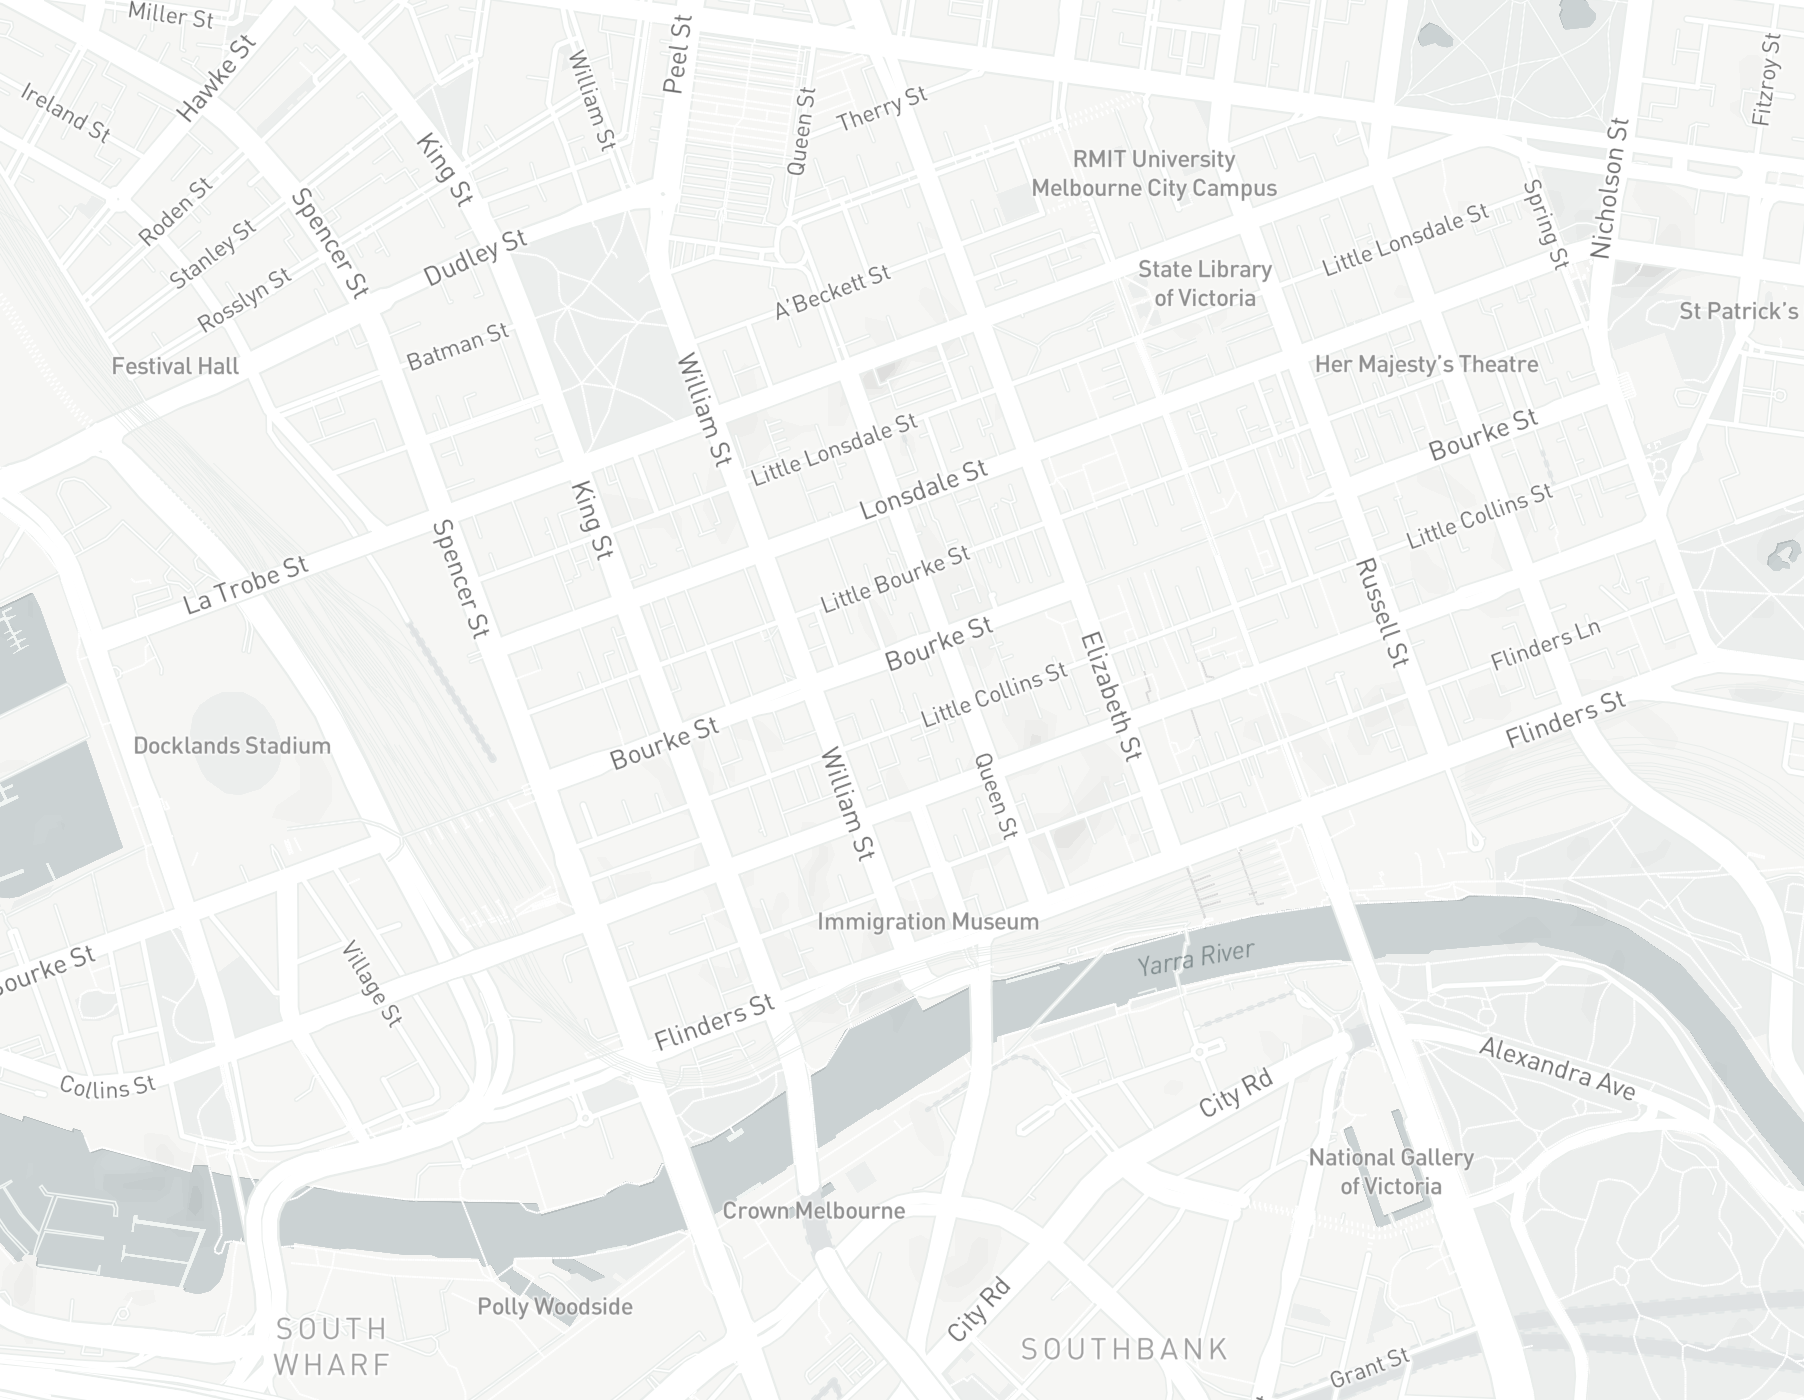 Miller St
Hawke St
Ireland St
William St
Peel St
Queen St
Therry St
Nicholson St
Fitzroy St
King St
RMIT University
Melbourne City Campus
Roden St
Stanley St
Rosslyn St
Spencer St
Dudley St
Little Lonsdale St
Spring St
A'Beckett St
State Library
of Victoria
St Patrick's
Batman St
Festival Hall
Her Majesty's Theatre
William St
Little Lonsdale St
Lonsdale St
Bourke St
Little Collins St
King St
Spencer St
La Trobe St
Little Bourke St
Bourke St
Elizabeth St
Russell St
Flinders Ln
Little Collins St
Docklands Stadium
Bourke St
William St
Queen St
Flinders St
Immigration Museum
Yarra River
Bourke St
Village St
Flinders St
Collins St
City Rd
Alexandra Ave
National Gallery
of Victoria
Crown Melbourne
Polly Woodside
City Rd
SOUTH
WHARF
SOUTHBANK
Grant St